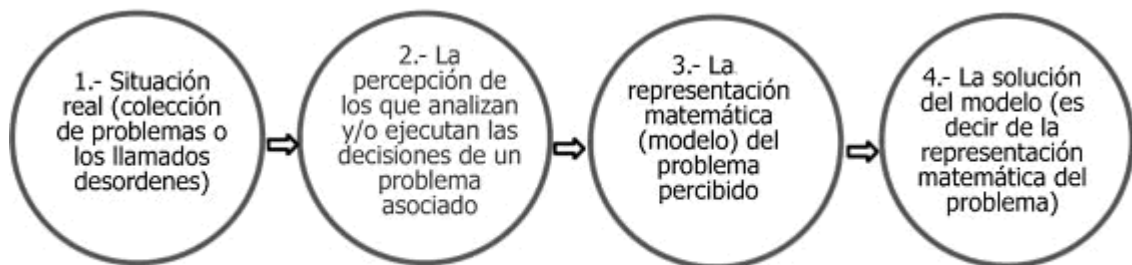 1.- Situación
real (colección
de problemas o
los llamados
desordenes)
2.- La
percepción de
los que analizan
y/o ejecutan las
decisiones de un
problema
asociado
3.- La
representación
matemática
(modelo) del
problema
percibido
4.- La solución
del modelo (es
decir de la
representación
matemática del
problema)